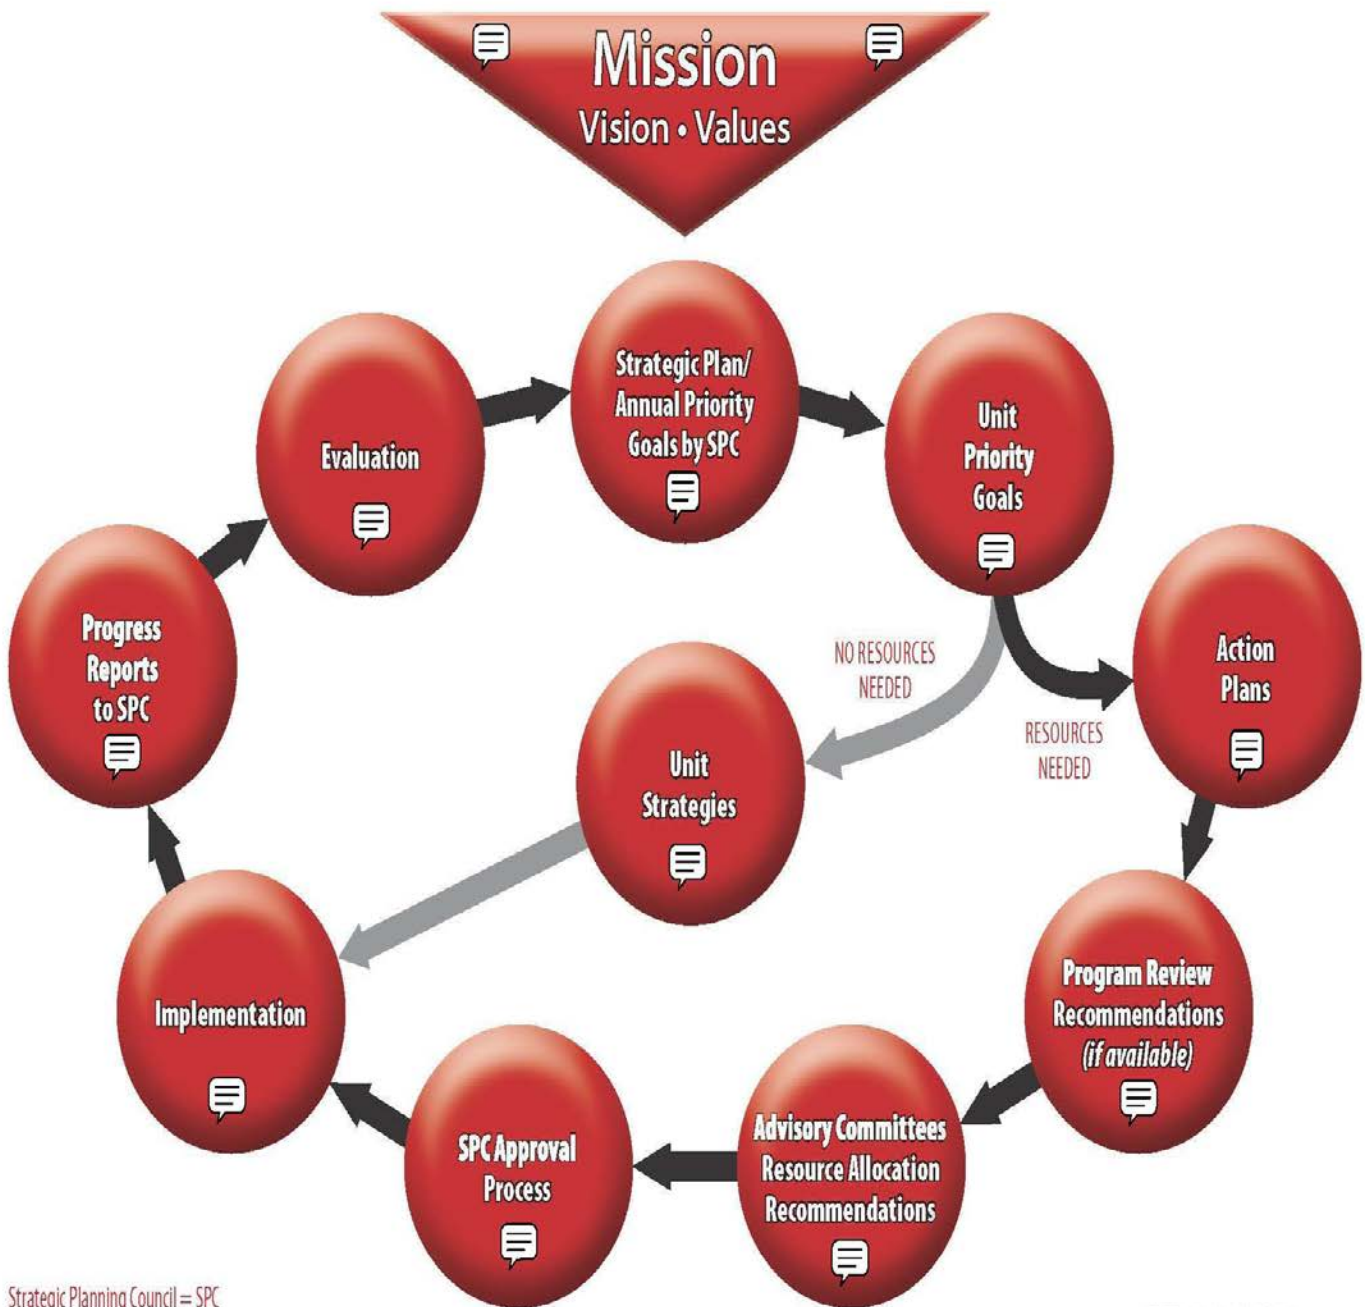 Mission
Vision • Values
Strategic Plan/
Annual Priority
Goals by SPC
Unit
Priority
Goals
NO RESOURCES
NEEDED
RESOURCES
NEEDED
Action
Plans
Program Review
Recommendations
(if available)
Advisory Committees
Resource Allocation
Recommendations
SPC Approval
Process
Unit
Strategies
Implementation
Progress
Reports
to SPC
Evaluation
Strategic Planning Council = SPC